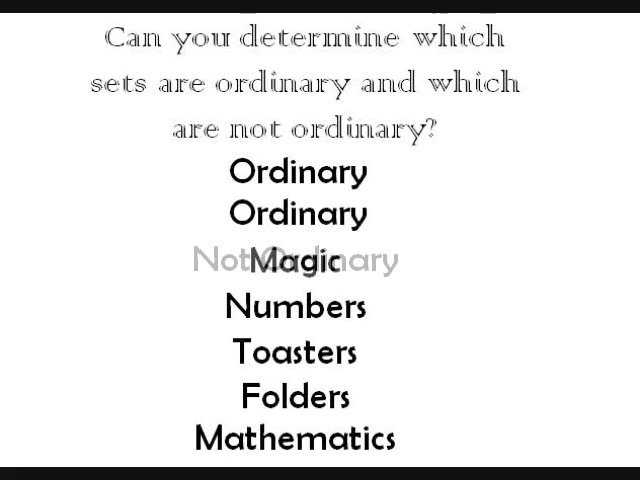 Can you determine which
sets are ordinary and which
are not ordinary?
Ordinary
Ordinary
Not Ordinary
Magic
Numbers
Toasters
Folders
Mathematics